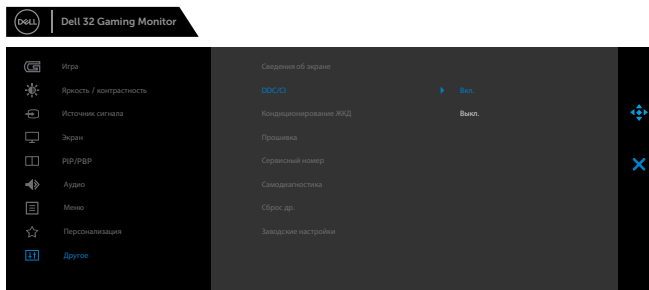 DELL
Dell 32 Gaming Monitor
Игра
Яркость / контрастность
Источник сигнала
Экран
PIP/PBP
Аудио
Меню
Персонализация
Другое
Сведения об экране
DDC/CI
Вкл.
Кондиционирование ЖКД
Выкл.
Прошивка
Сервисный номер
Самодиагностика
Сброс др.
Заводские настройки